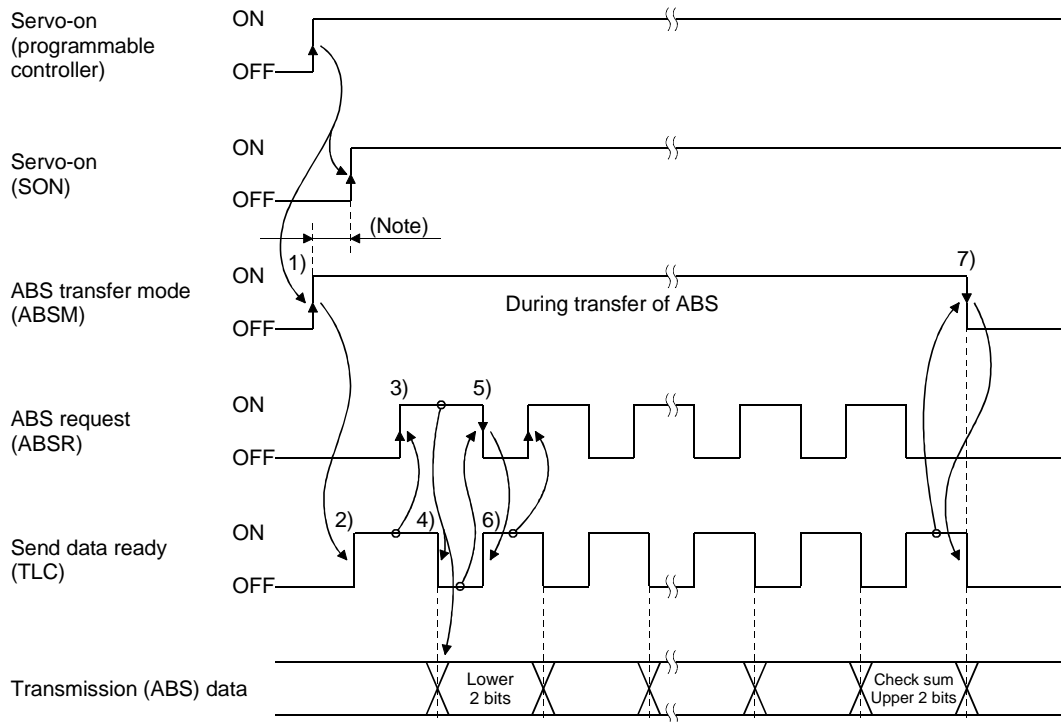 Servo-on
(programmable
controller)
ON
OFF
Servo-on
(SON)
ON
OFF
(Note)
ABS transfer mode
(ABSM)
ON
OFF
1)
During transfer of ABS
7)
ABS request
(ABSR)
ON
OFF
3)
5)
Send data ready
(TLC)
ON
OFF
2)
4)
6)
Transmission (ABS) data
Lower
2 bits
Check sum
Upper 2 bits